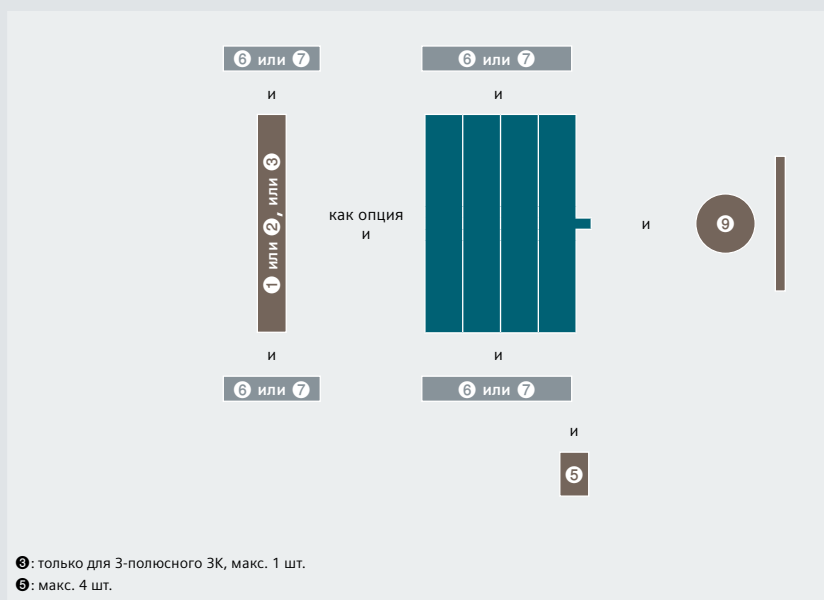 ❻ или ❼
❻ или ❼
и
и
❶ или ❷, или ❸
как опция
и
и
❾
и
и
❻ или ❼
❻ или ❼
и
❺
❸: только для 3-полюсного 3К, макс. 1 шт.
❺: макс. 4 шт.